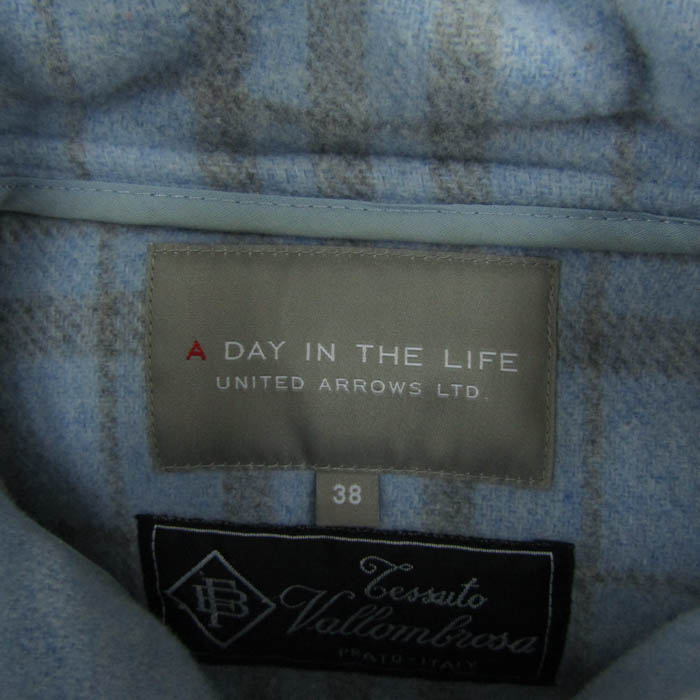 A DAY IN THE LIFE
UNITED ARROWS LTD.
38
Tessuto
Vallombrosa
PRATO-ITALY